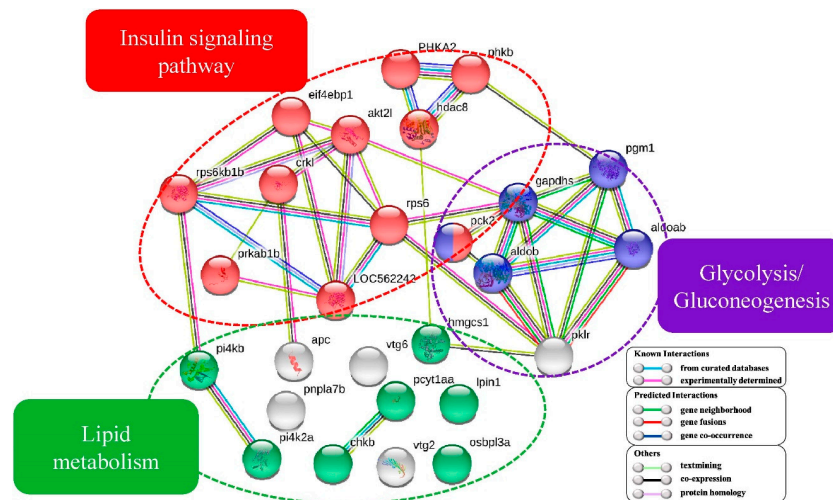 Insulin signaling
pathway
PHKA2
phkb
eif4ebp1
akt2l
hdac8
crkl
rps6kb1b
pgm1
gapdhs
rps6
pck2
aldoab
aldob
prkab1b
LOC562242
Glycolysis/
Gluconeogenesis
hmgcs1
pklr
apc
vtg6
pi4kb
pnpla7b
pcyt1aa
lpin1
Lipid
metabolism
pi4k2a
chkb
vtg2
osbpl3a
Known Interactions
from curated databases
experimentally determined
Predicted Interactions
gene neighborhood
gene fusions
gene co-occurrence
Others
textmining
co-expression
protein homology